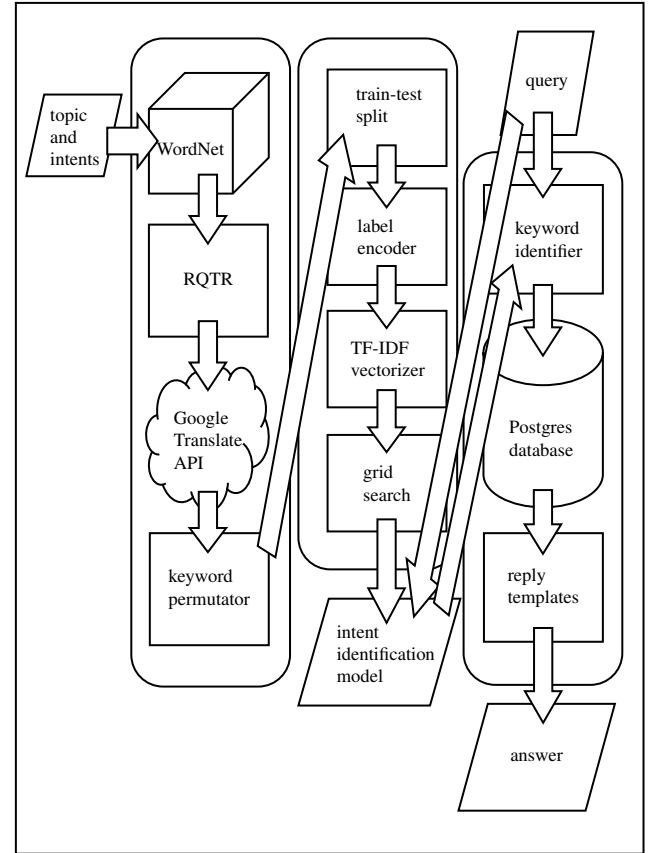 topic
and
intents
WordNet
RQTR
Google
Translate
API
keyword
permutator
train-test
split
label
encoder
TF-IDF
vectorizer
grid
search
intent
identification
model
query
keyword
identifier
Postgres
database
reply
templates
answer